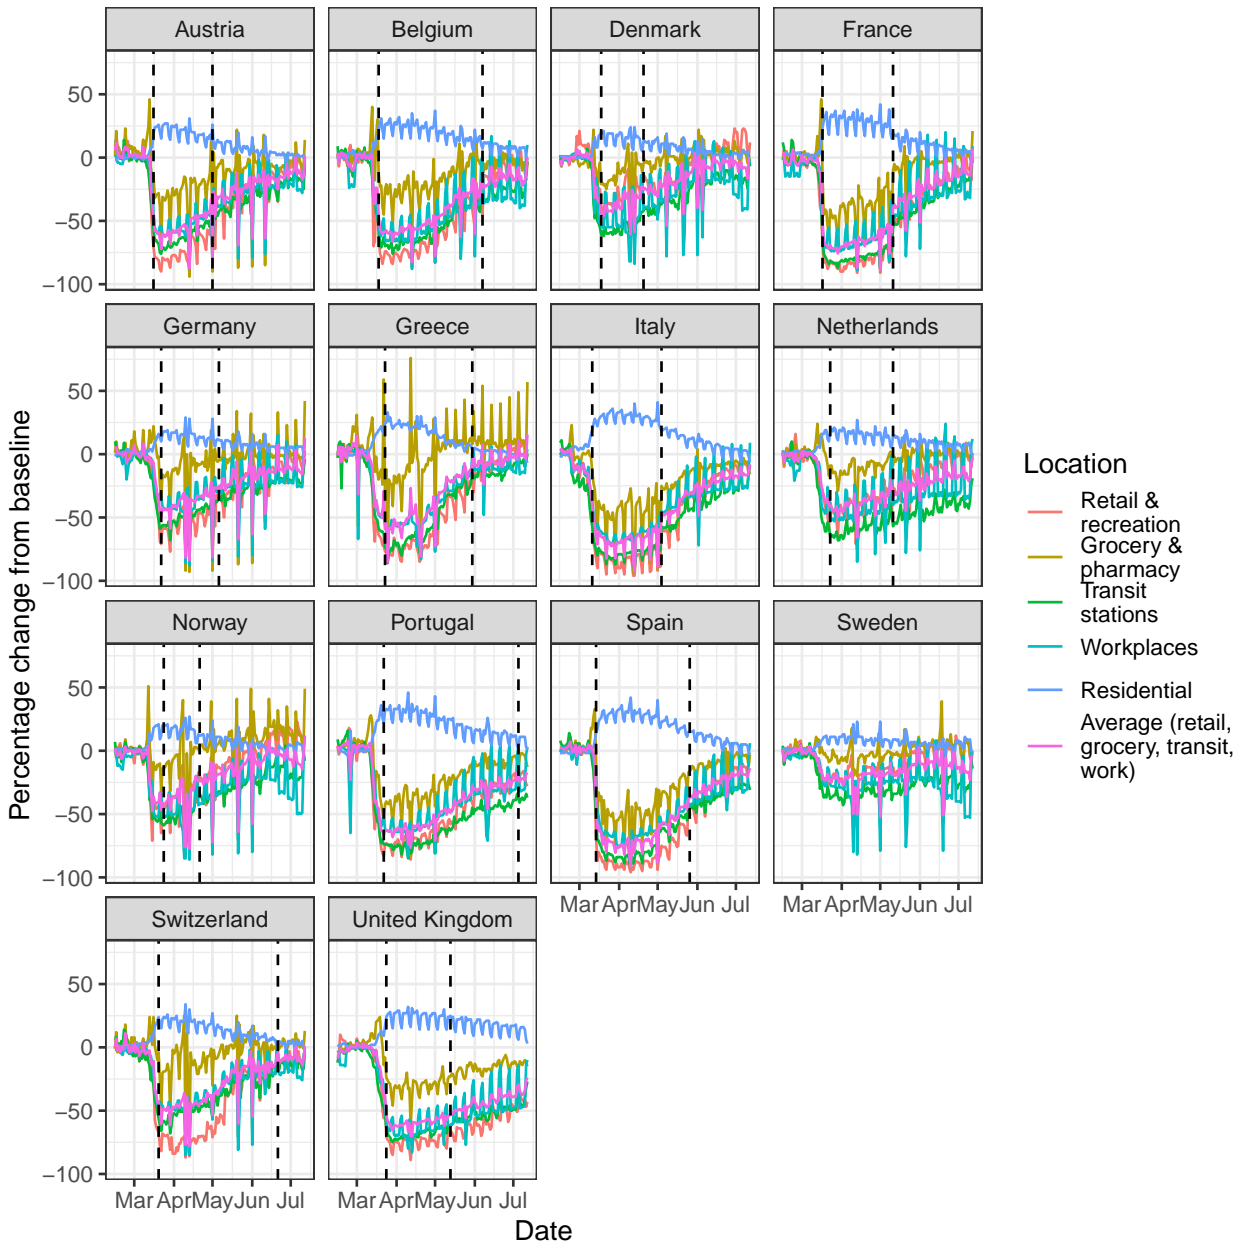 Austria
Belgium
Denmark
France
50
0
−50
−100
Germany
Greece
Italy
Netherlands
50
0
−50
−100
Norway
Portugal
Spain
Sweden
50
0
−50
−100
Mar Apr May Jun Jul
Mar Apr May Jun Jul
Switzerland
United Kingdom
50
0
−50
−100
Mar Apr May Jun Jul
Mar Apr May Jun Jul
Date
Percentage change from baseline
Location
Retail &
recreation
Grocery &
pharmacy
Transit
stations
Workplaces
Residential
Average (retail,
grocery, transit,
work)